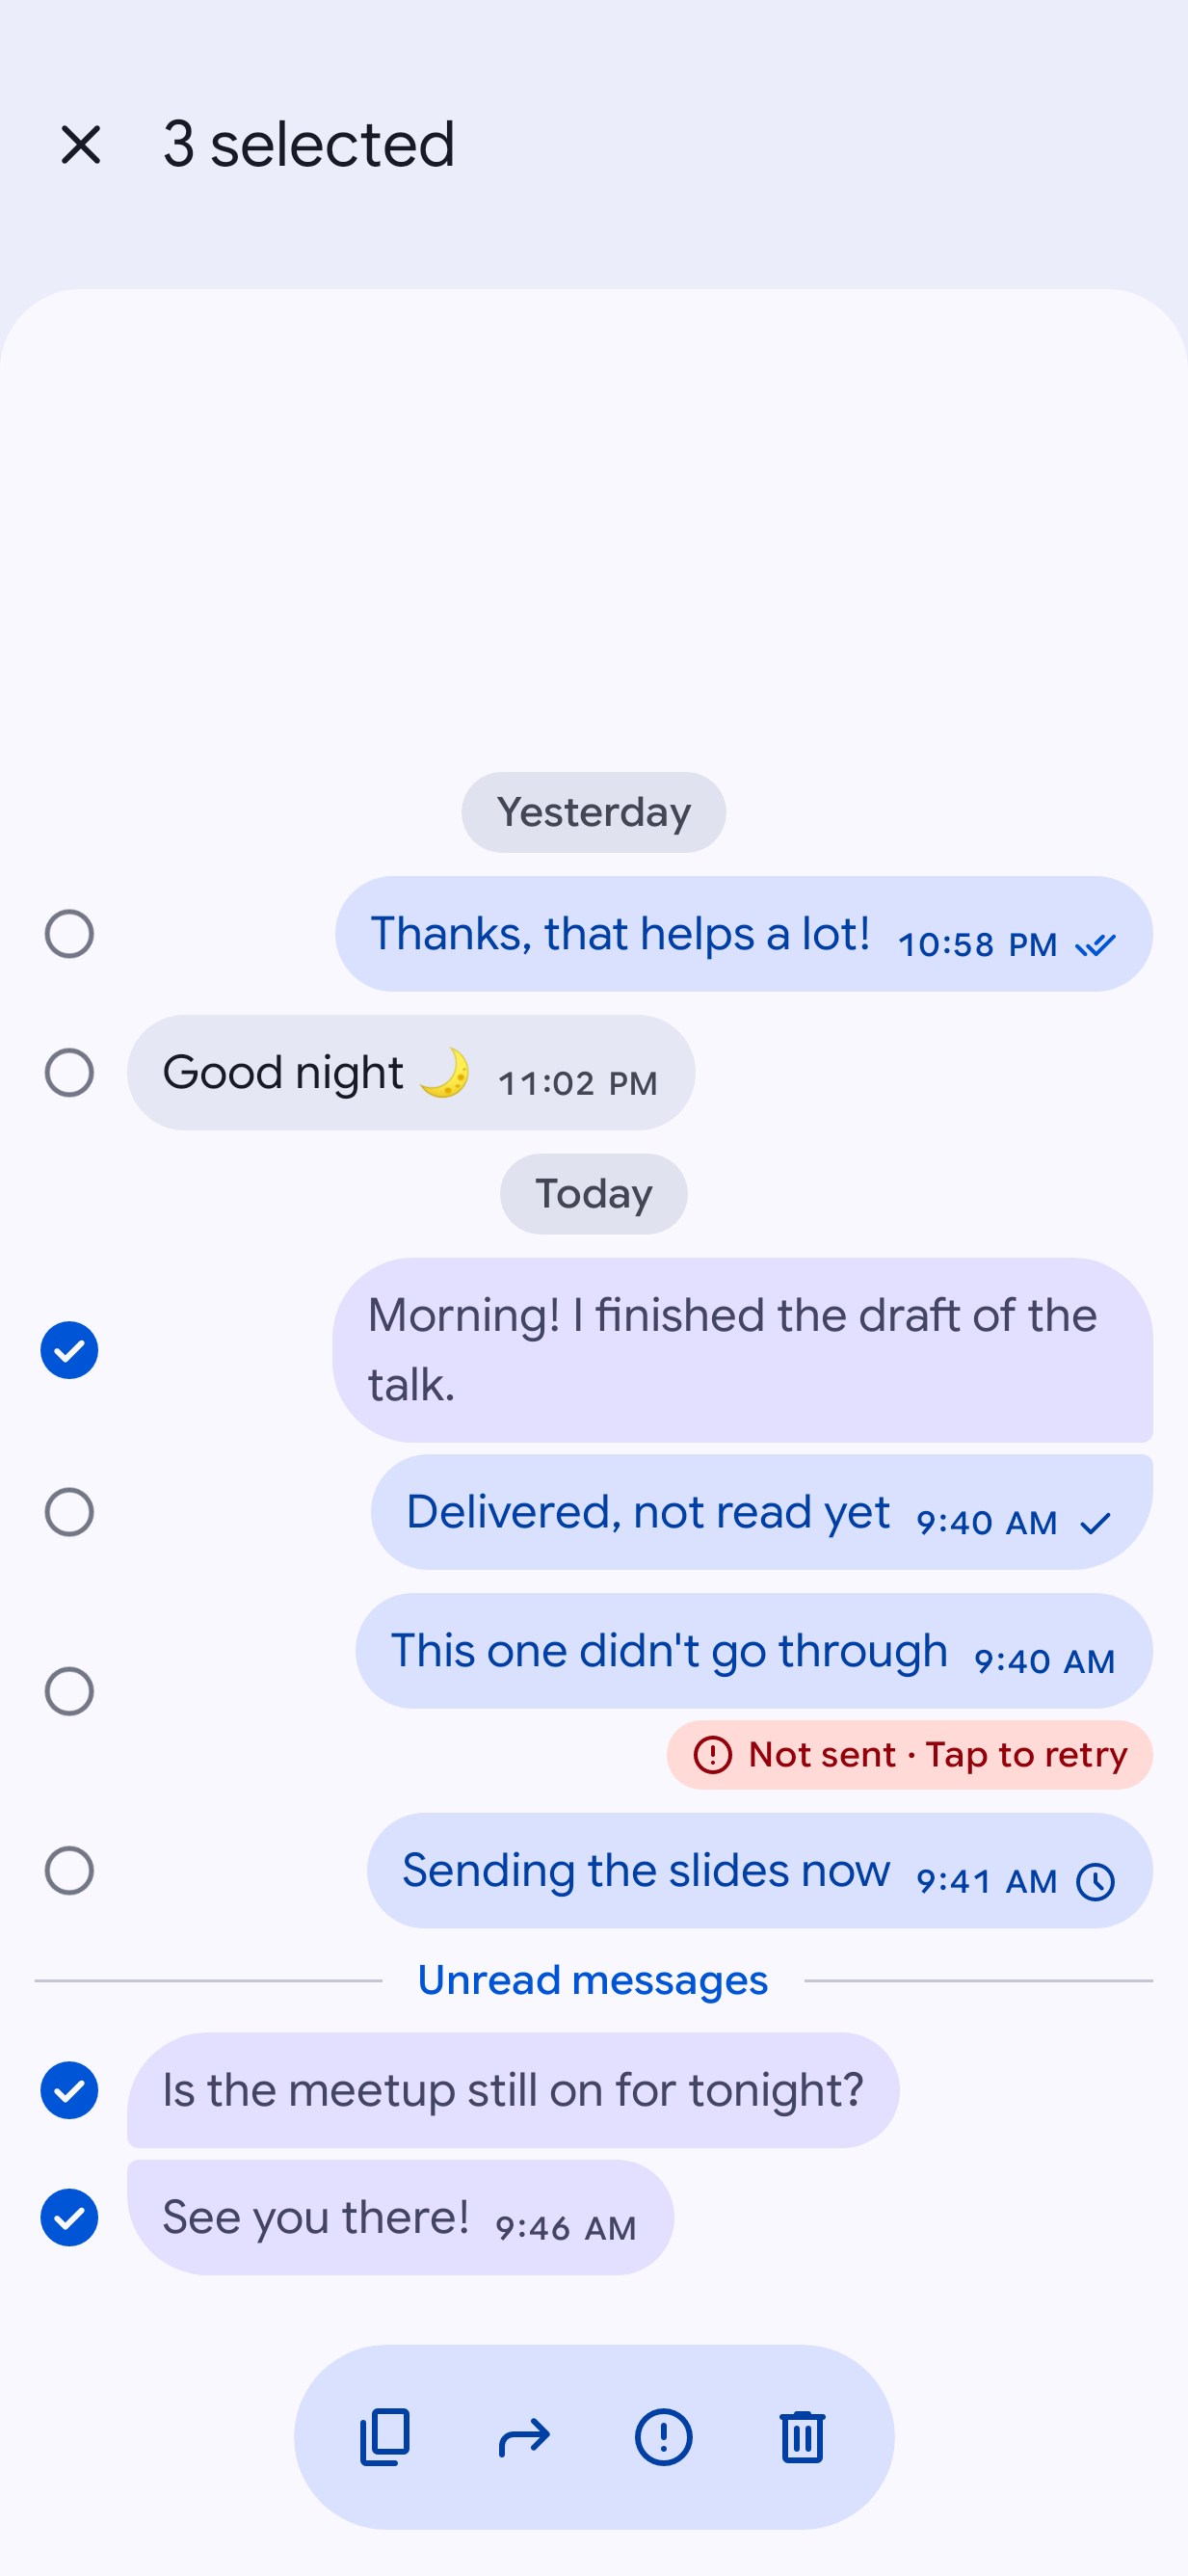 3 selected
Yesterday
Thanks, that helps a lot! 10:58 PM
Good night 🌙 11:02 PM
Today
Morning! I finished the draft of the
talk.
Delivered, not read yet 9:40 AM
This one didn't go through 9:40 AM
Not sent · Tap to retry
Sending the slides now 9:41 AM
Unread messages
Is the meetup still on for tonight?
See you there! 9:46 AM